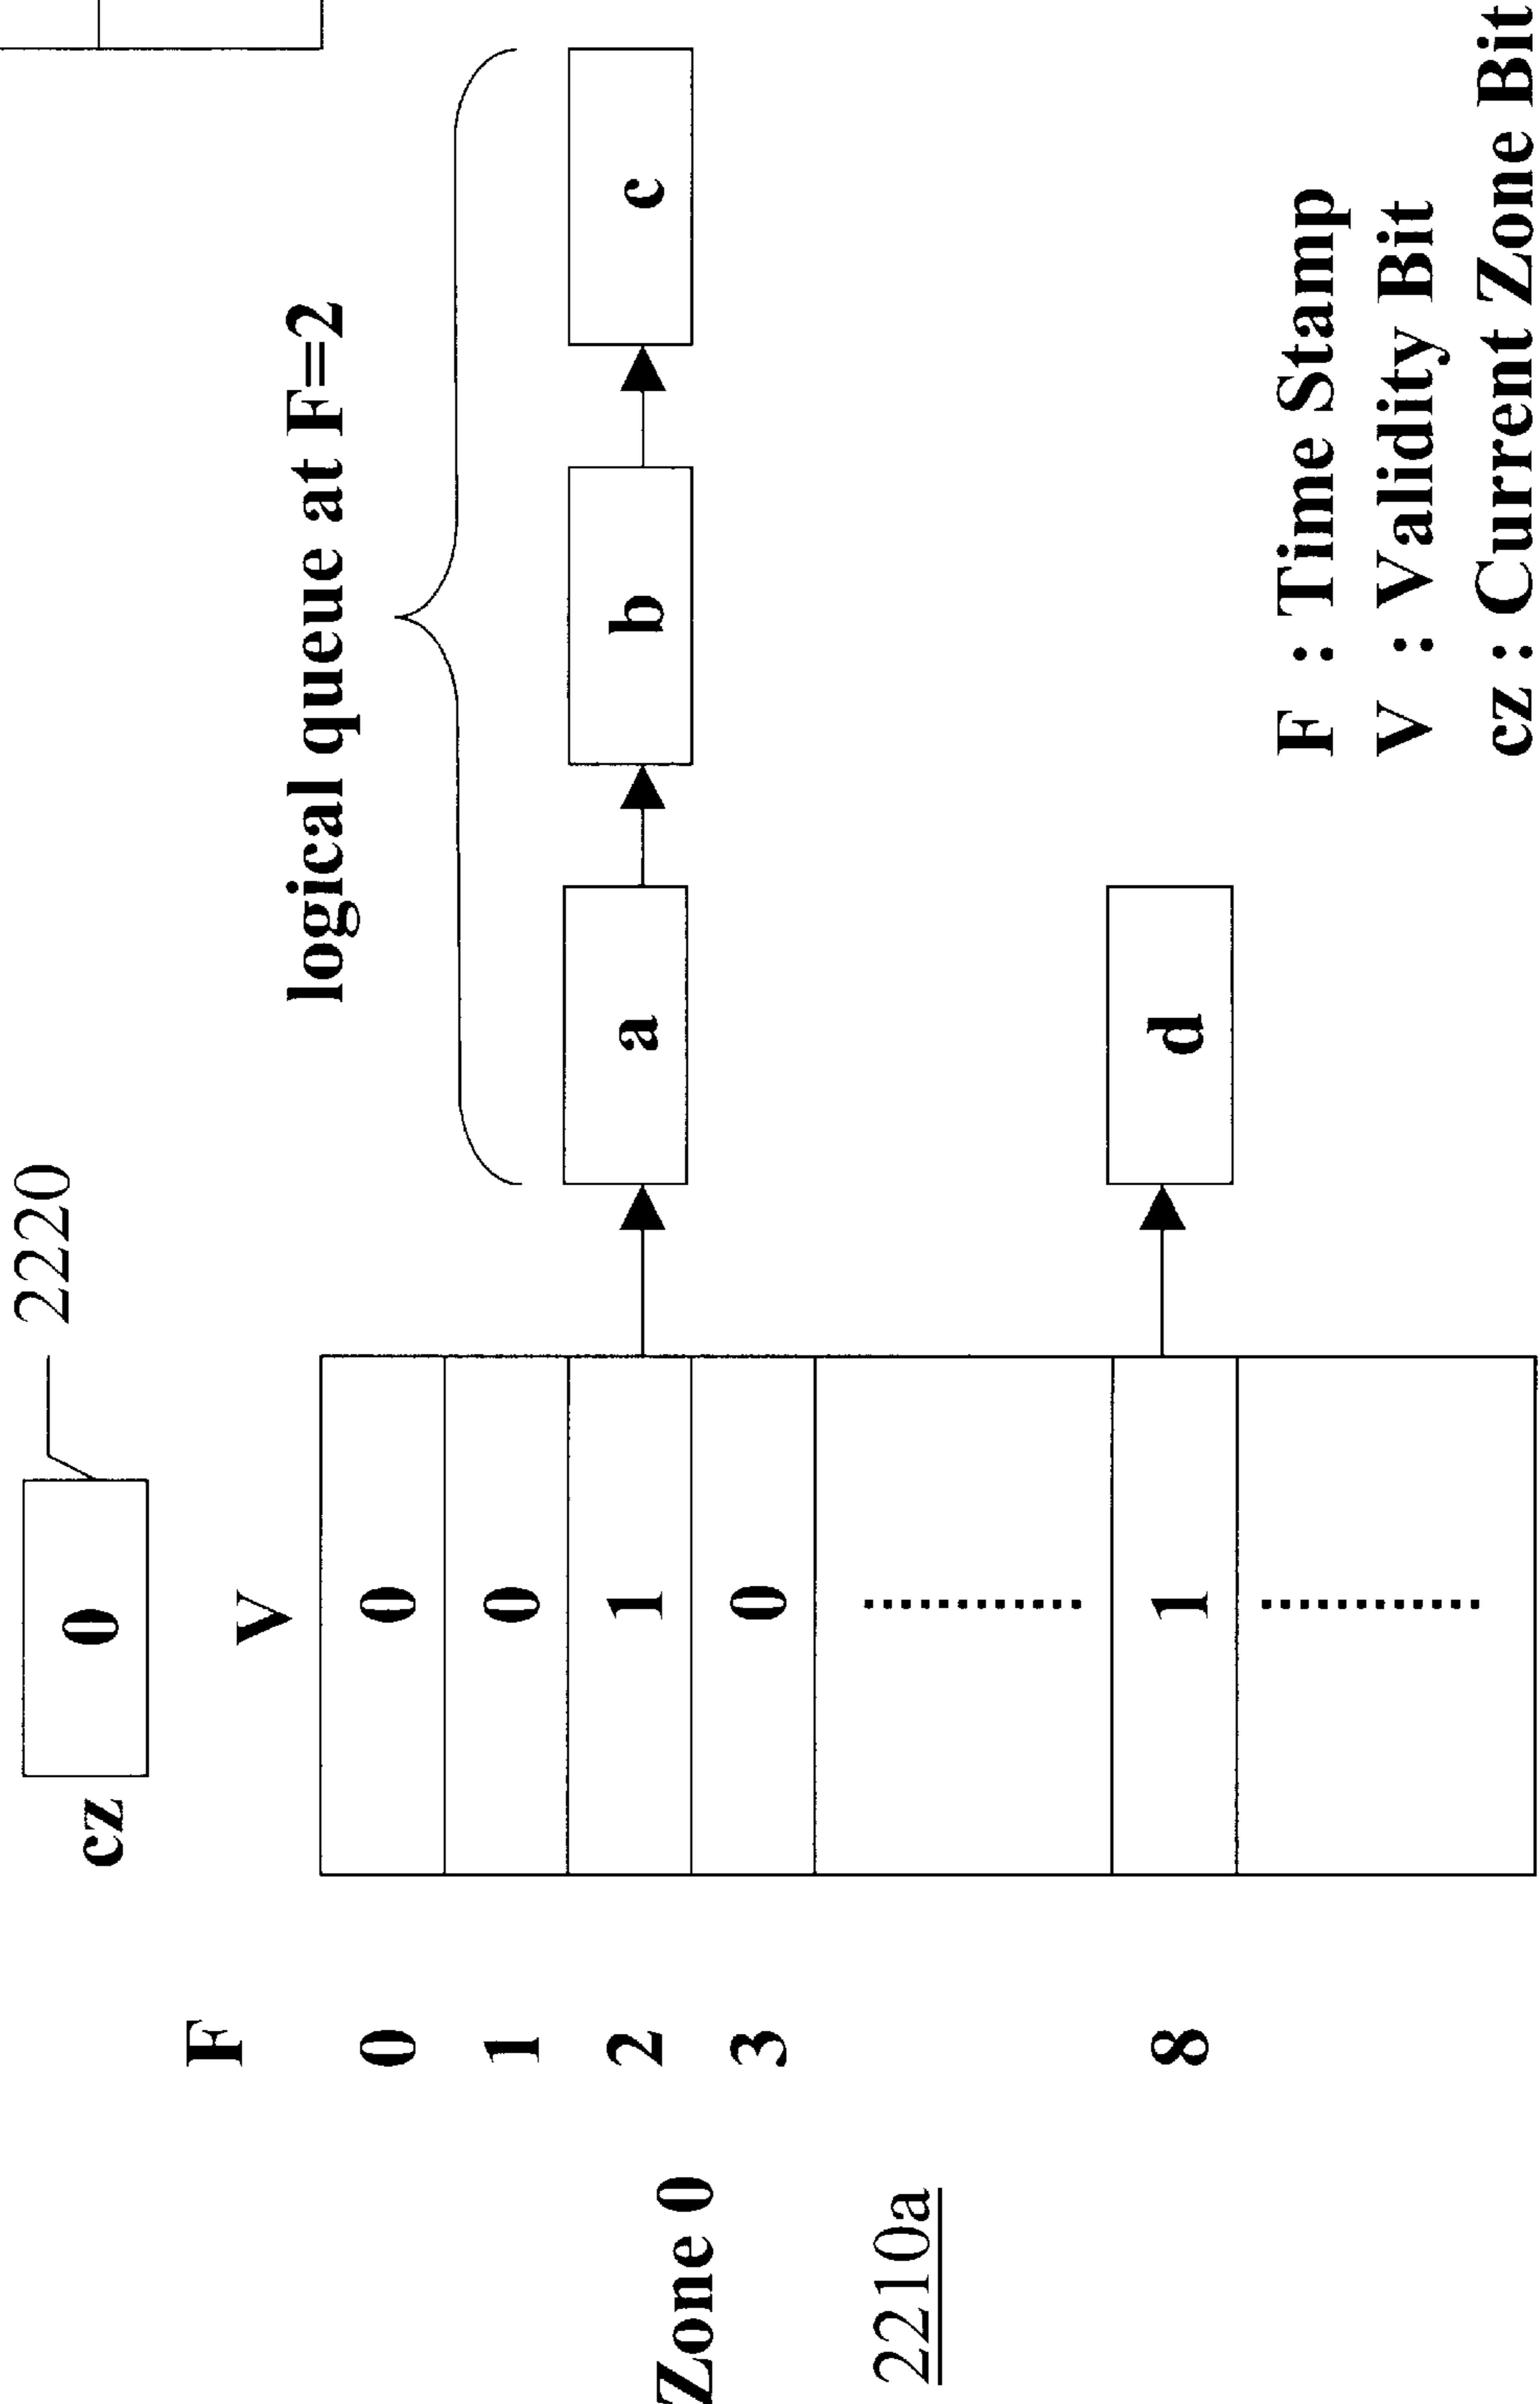 2220
cz 0
F V
0 0
1 0
2 1
3 0
8 1
Zone 0
2210a
logical queue at F=2
a b c
d
F : Time Stamp
V : Validity Bit
cz : Current Zone Bit